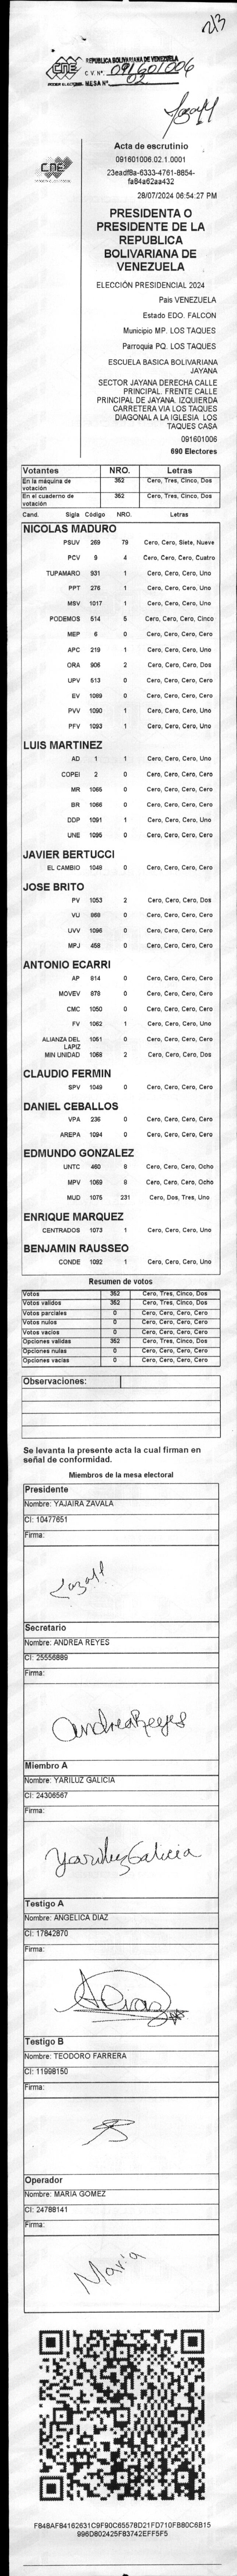 2/3
REPUBLICA BOLIVARIANA DE VENEZUELA
CNE
C.V. Nº 091601006
PODER ELECTORAL MESA Nº 02
CNE
Acta de escrutinio
091601006.02.1.0001
23eadf8a-6333-4761-8854-
fa84a62aa432
28/07/2024 06:54:27 PM
PRESIDENTA O
PRESIDENTE DE LA
REPUBLICA
BOLIVARIANA DE
VENEZUELA
ELECCIÓN PRESIDENCIAL 2024
País VENEZUELA
Estado EDO. FALCON
Municipio MP. LOS TAQUES
Parroquia PQ. LOS TAQUES
ESCUELA BASICA BOLIVARIANA
JAYANA
SECTOR JAYANA DERECHA CALLE
PRINCIPAL. FRENTE CALLE
PRINCIPAL DE JAYANA. IZQUIERDA
CARRETERA VIA LOS TAQUES
DIAGONAL A LA IGLESIA LOS
TAQUES CASA
091601006
690 Electores
Votantes NRO. Letras
En la máquina de votación 352 Cero, Tres, Cinco, Dos
En el cuaderno de votación 352 Cero, Tres, Cinco, Dos
Cand. Sigla Código NRO. Letras
NICOLAS MADURO
PSUV 269 79 Cero, Cero, Siete, Nueve
PCV 9 4 Cero, Cero, Cero, Cuatro
TUPAMARO 931 1 Cero, Cero, Cero, Uno
PPT 276 1 Cero, Cero, Cero, Uno
MSV 1017 1 Cero, Cero, Cero, Uno
PODEMOS 514 5 Cero, Cero, Cero, Cinco
MEP 6 0 Cero, Cero, Cero, Cero
APC 219 1 Cero, Cero, Cero, Uno
ORA 906 2 Cero, Cero, Cero, Dos
UPV 513 0 Cero, Cero, Cero, Cero
EV 1089 0 Cero, Cero, Cero, Cero
PVV 1090 1 Cero, Cero, Cero, Uno
PFV 1093 1 Cero, Cero, Cero, Uno
LUIS MARTINEZ
AD 1 1 Cero, Cero, Cero, Uno
COPEI 2 0 Cero, Cero, Cero, Cero
MR 1065 0 Cero, Cero, Cero, Cero
BR 1066 0 Cero, Cero, Cero, Cero
DDP 1091 1 Cero, Cero, Cero, Uno
UNE 1095 0 Cero, Cero, Cero, Cero
JAVIER BERTUCCI
EL CAMBIO 1048 0 Cero, Cero, Cero, Cero
JOSE BRITO
PV 1053 2 Cero, Cero, Cero, Dos
VU 968 0 Cero, Cero, Cero, Cero
UVV 1096 0 Cero, Cero, Cero, Cero
MPJ 458 0 Cero, Cero, Cero, Cero
ANTONIO ECARRI
AP 814 0 Cero, Cero, Cero, Cero
MOVEV 878 0 Cero, Cero, Cero, Cero
CMC 1050 0 Cero, Cero, Cero, Cero
FV 1062 1 Cero, Cero, Cero, Uno
ALIANZA DEL LAPIZ 1051 0 Cero, Cero, Cero, Cero
MIN UNIDAD 1068 2 Cero, Cero, Cero, Dos
CLAUDIO FERMIN
SPV 1049 0 Cero, Cero, Cero, Cero
DANIEL CEBALLOS
VPA 236 0 Cero, Cero, Cero, Cero
AREPA 1094 0 Cero, Cero, Cero, Cero
EDMUNDO GONZALEZ
UNTC 460 8 Cero, Cero, Cero, Ocho
MPV 1069 8 Cero, Cero, Cero, Ocho
MUD 1075 231 Cero, Dos, Tres, Uno
ENRIQUE MARQUEZ
CENTRADOS 1073 1 Cero, Cero, Cero, Uno
BENJAMIN RAUSSEO
CONDE 1092 1 Cero, Cero, Cero, Uno
Resumen de votos
Votos 352 Cero, Tres, Cinco, Dos
Votos validos 352 Cero, Tres, Cinco, Dos
Votos parciales 0 Cero, Cero, Cero, Cero
Votos nulos 0 Cero, Cero, Cero, Cero
Votos vacios 0 Cero, Cero, Cero, Cero
Opciones validas 352 Cero, Tres, Cinco, Dos
Opciones nulas 0 Cero, Cero, Cero, Cero
Opciones vacias 0 Cero, Cero, Cero, Cero
Observaciones:
Se levanta la presente acta la cual firman en
señal de conformidad.
Miembros de la mesa electoral
Presidente
Nombre: YAJAIRA ZAVALA
CI: 10477651
Firma:
Secretario
Nombre: ANDREA REYES
CI: 25556889
Firma:
Andrea Reyes
Miembro A
Nombre: YARILUZ GALICIA
CI: 24306567
Firma:
Yariluz Galicia
Testigo A
Nombre: ANGELICA DIAZ
CI: 17842870
Firma:
ADiaz
Testigo B
Nombre: TEODORO FARRERA
CI: 11998150
Firma:
Operador
Nombre: MARIA GOMEZ
CI: 24788141
Firma:
Maria
F848AF84162631C9F90C65578D21FD710FB80C6B15
996D802425F83742EFF5F5